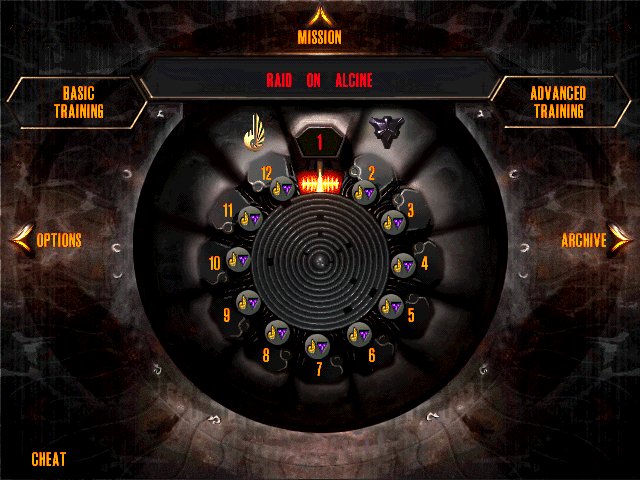 MISSION
RAID ON ALCINE
BASIC
TRAINING
ADVANCED
TRAINING
1
12
2
11
3
OPTIONS
ARCHIVE
10
4
9
5
8
6
7
CHEAT